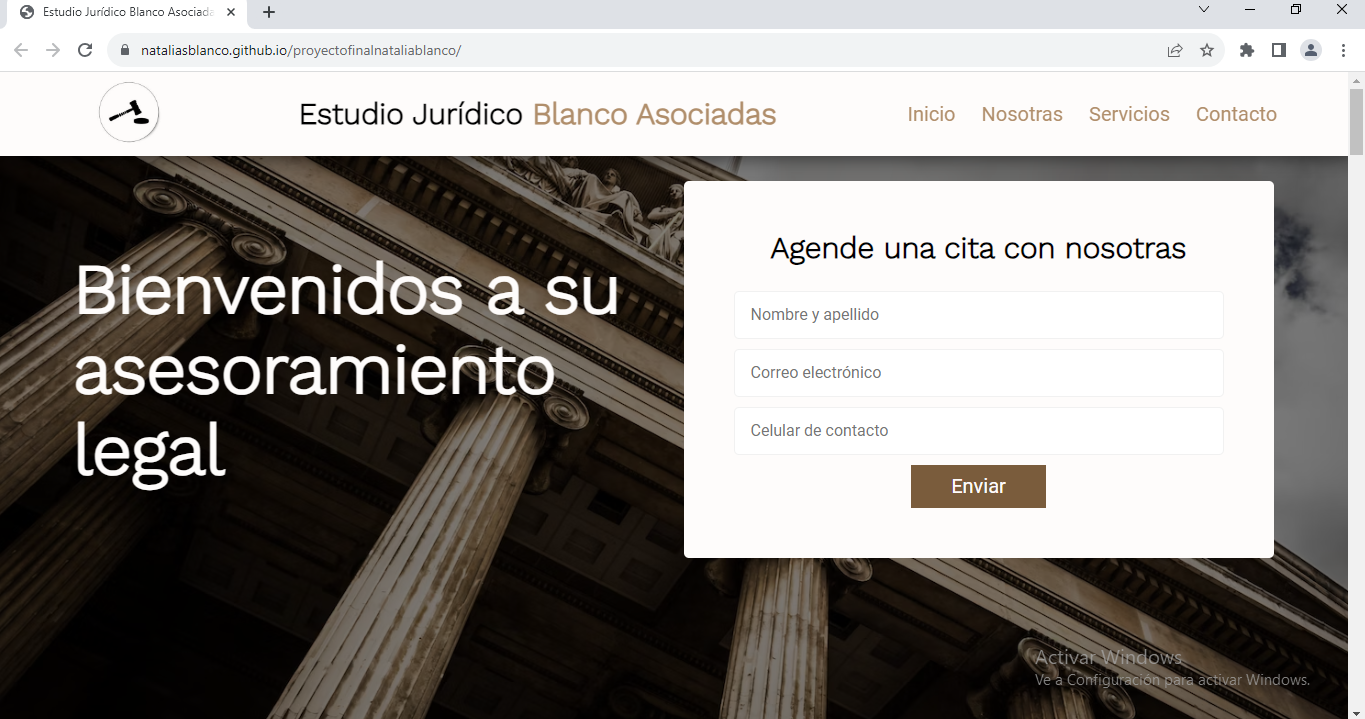 Estudio Jurídico Blanco Asociada
nataliasblanco.github.io/proyectofinalnataliablanco/
Estudio Jurídico Blanco Asociadas
Inicio Nosotras Servicios Contacto
Bienvenidos a su
asesoramiento
legal
Agende una cita con nosotras
Nombre y apellido
Correo electrónico
Celular de contacto
Enviar
Activar Windows
Ve a Configuración para activar Windows.